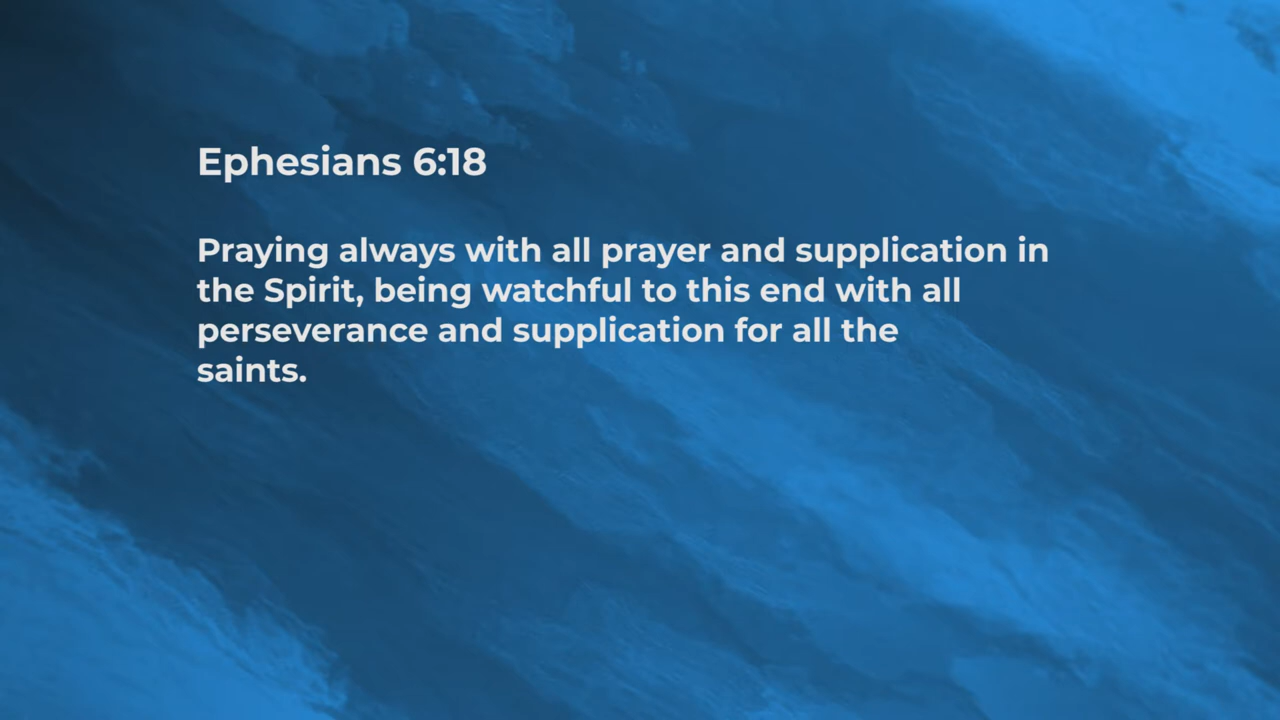 Ephesians 6:18
Praying always with all prayer and supplication in
the Spirit, being watchful to this end with all
perseverance and supplication for all the
saints.